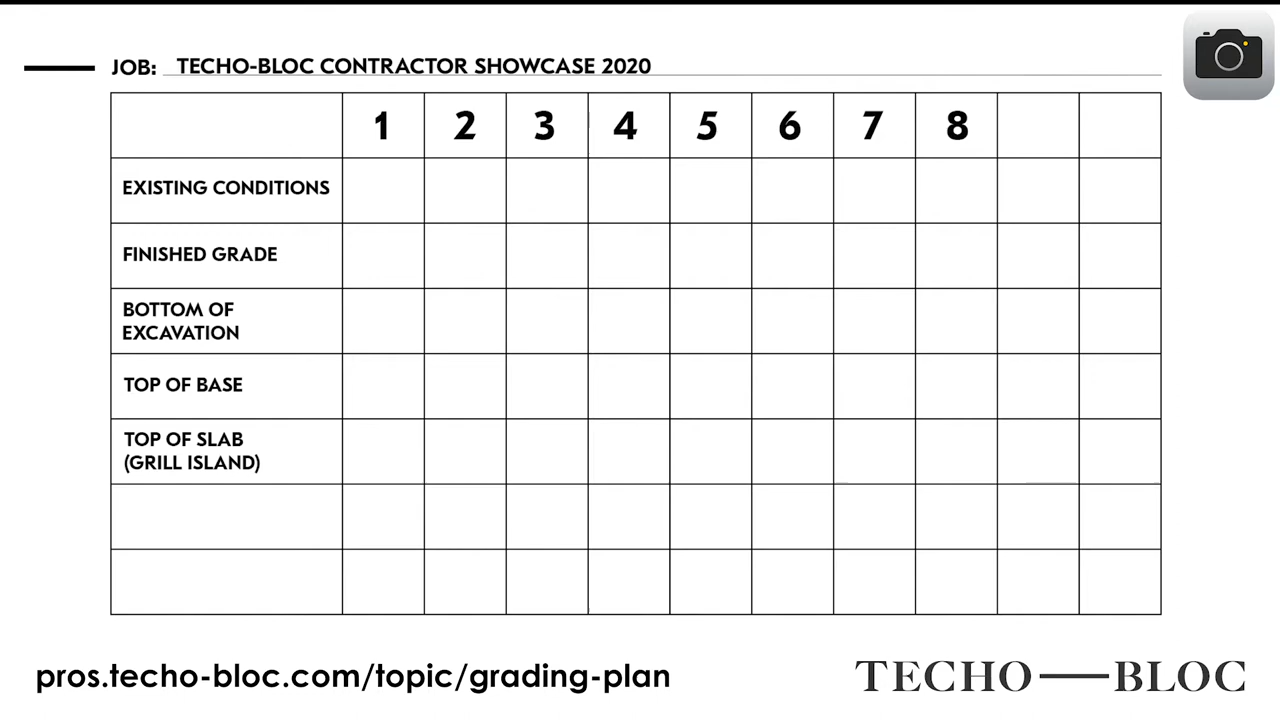 JOB: TECHO-BLOC CONTRACTOR SHOWCASE 2020
1 2 3 4 5 6 7 8
EXISTING CONDITIONS
FINISHED GRADE
BOTTOM OF
EXCAVATION
TOP OF BASE
TOP OF SLAB
(GRILL ISLAND)
pros.techo-bloc.com/topic/grading-plan
TECHO—BLOC